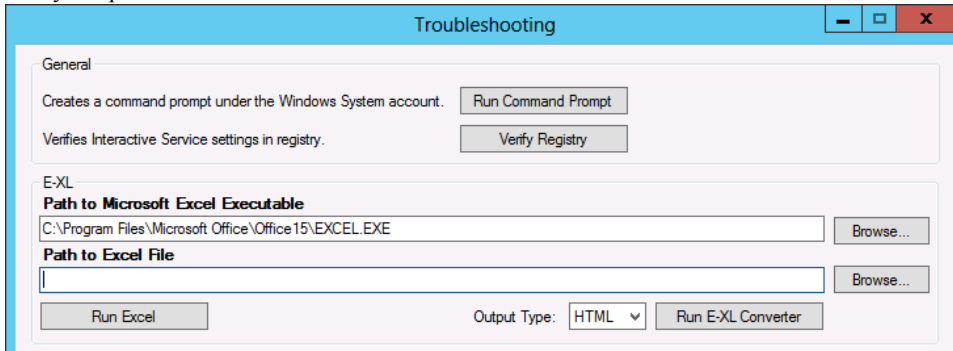 Troubleshooting
General
Creates a command prompt under the Windows System account. Run Command Prompt
Verifies Interactive Service settings in registry. Verify Registry
E-XL
Path to Microsoft Excel Executable
C:\Program Files\Microsoft Office\Office15\EXCEL.EXE Browse...
Path to Excel File
Browse...
Run Excel Output Type: HTML Run E-XL Converter